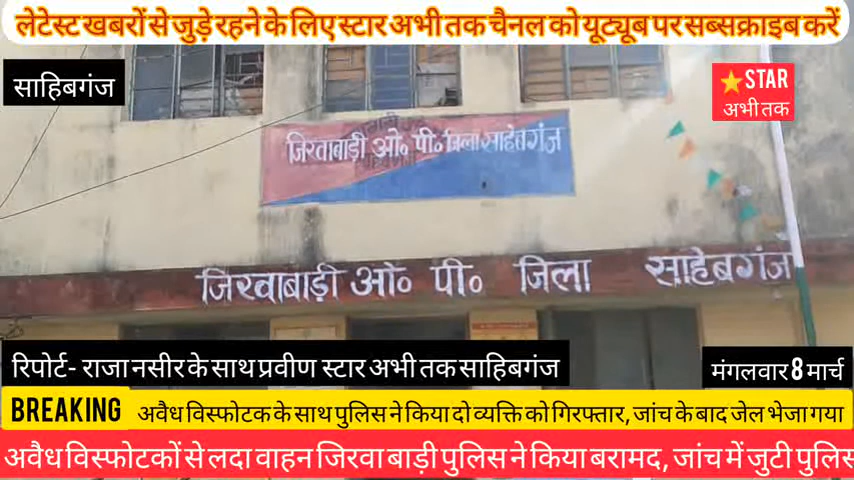 लेटेस्ट खबरों से जुड़े रहने के लिए स्टार अभी तक चैनल को यूट्यूब पर सब्सक्राइब करें
साहिबगंज
STAR
अभी तक
जिरवाबाड़ी ओ० पी० जिला साहेबगंज
जिरवाबाड़ी ओ० पी० जिला साहेबगंज
रिपोर्ट- राजा नसीर के साथ प्रवीण स्टार अभी तक साहिबगंज
मंगलवार 8 मार्च
BREAKING अवैध विस्फोटक के साथ पुलिस ने किया दो व्यक्ति को गिरफ्तार, जांच के बाद जेल भेजा गया
अवैध विस्फोटकों से लदा वाहन जिरवा बाड़ी पुलिस ने किया बरामद, जांच में जुटी पुलिस